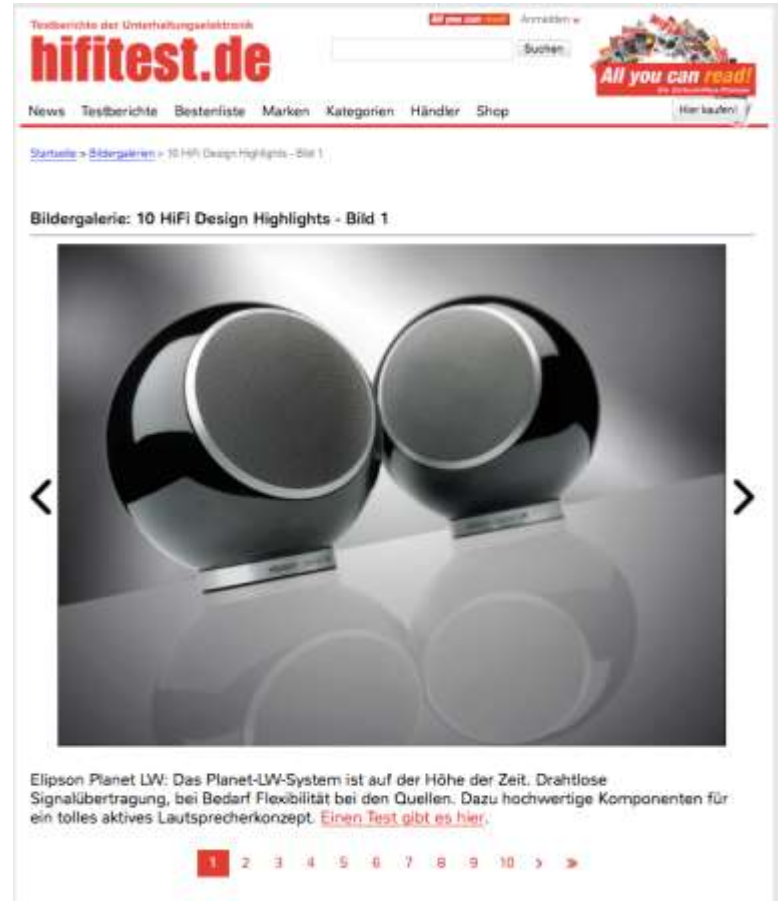 Testberichte der Unterhaltungselektronik
hifitest.de
All you can read! Anmelden
Suchen
All you can read!
Hier kaufen!
News Testberichte Bestenliste Marken Kategorien Händler Shop
Startseite > Bildergalerien > 10 HiFi Design Highlights - Bild 1
Bildergalerie: 10 HiFi Design Highlights - Bild 1
Elipson Planet LW: Das Planet-LW-System ist auf der Höhe der Zeit. Drahtlose
Signalübertragung, bei Bedarf Flexibilität bei den Quellen. Dazu hochwertige Komponenten für
ein tolles aktives Lautsprecherkonzept. Einen Test gibt es hier.
1 2 3 4 5 6 7 8 9 10 > »